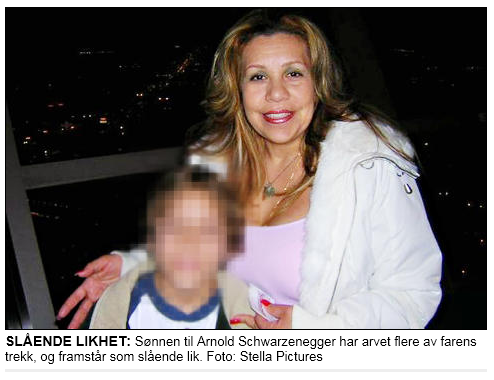 SLÅENDE LIKHET: Sønnen til Arnold Schwarzenegger har arvet flere av farens
trekk, og framstår som slående lik. Foto: Stella Pictures